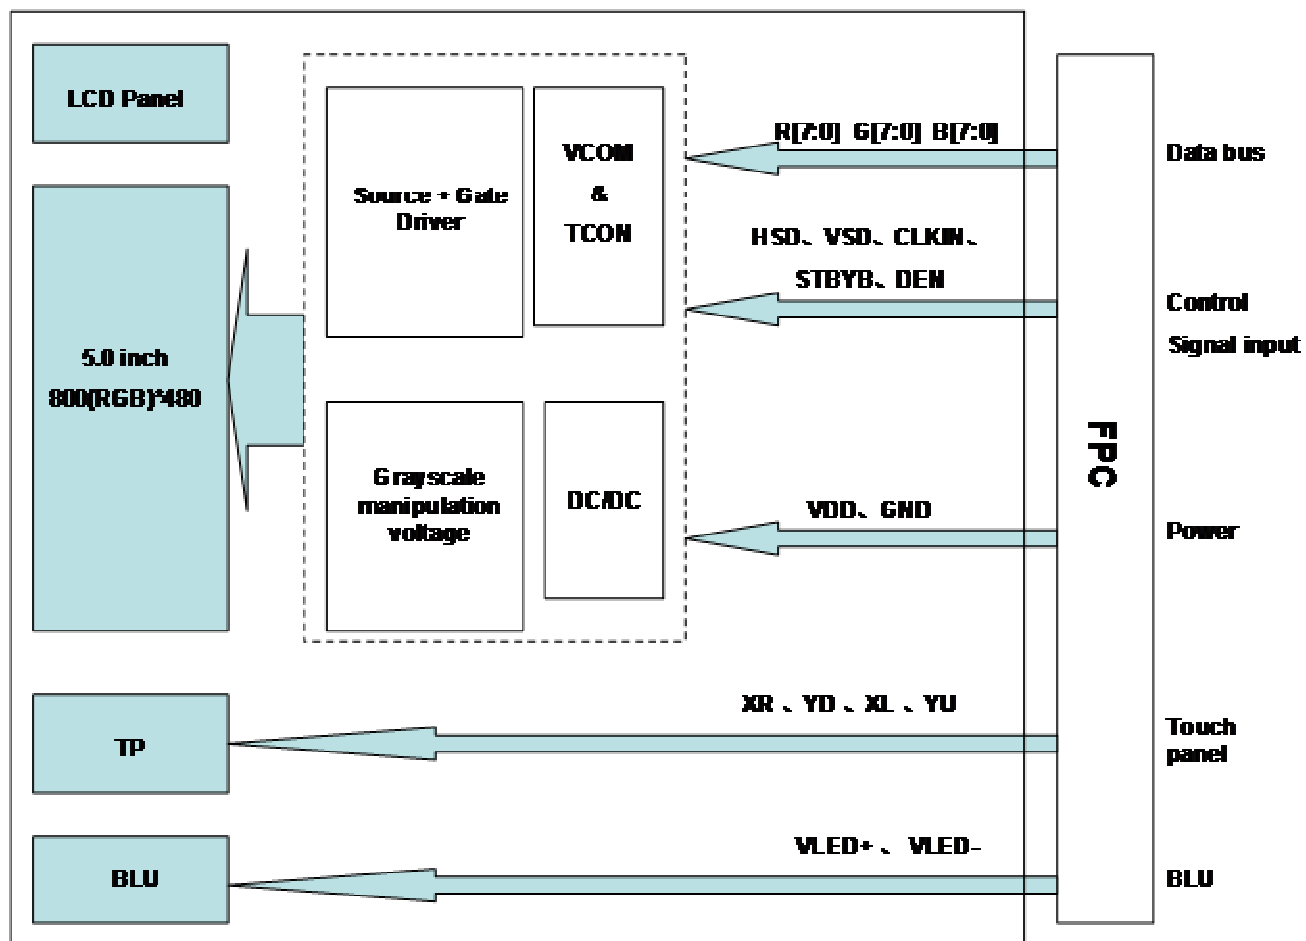 LCD Panel
5.0 inch
800(RGB)*480
Source + Gate
Driver
VCOM
&
TCON
Grayscale
manipulation
voltage
DC/DC
R[7:0] G[7:0] B[7:0]
HSD、VSD、CLKIN、
STBYB、DEN
VDD、GND
XR 、YD 、XL 、YU
VLED+ 、 VLED-
TP
BLU
FPC
Data bus
Control
Signal input
Power
Touch
panel
BLU